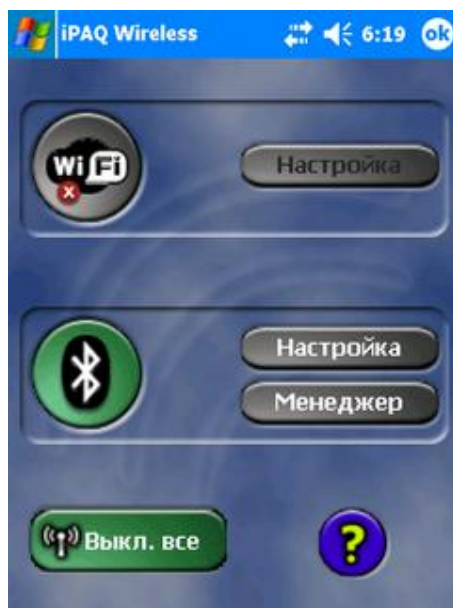 iPAQ Wireless 6:19 ok
Wi Fi
Настройка
Настройка
Менеджер
Выкл. все
?